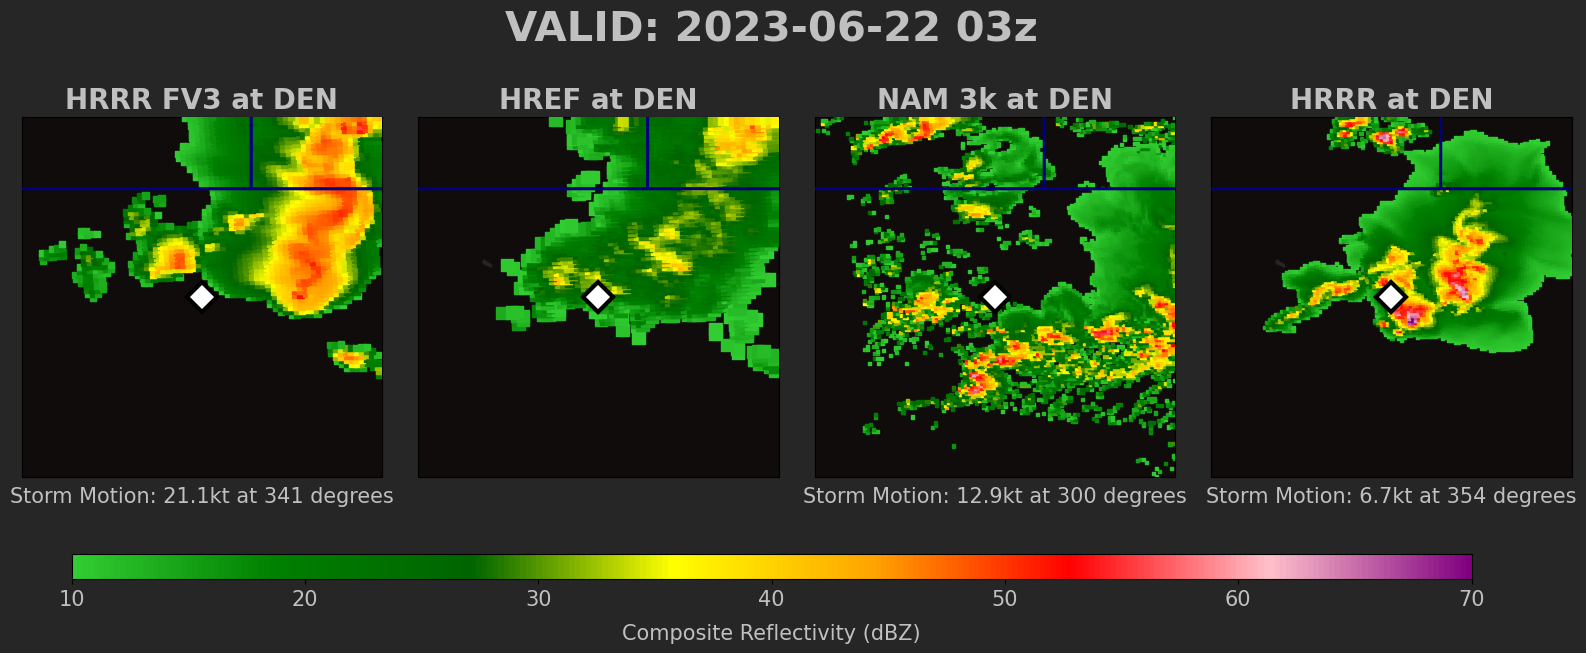 VALID: 2023-06-22 03z
HRRR FV3 at DEN
HREF at DEN
NAM 3k at DEN
HRRR at DEN
Storm Motion: 21.1kt at 341 degrees
Storm Motion: 12.9kt at 300 degrees
Storm Motion: 6.7kt at 354 degrees
10 20 30 40 50 60 70
Composite Reflectivity (dBZ)